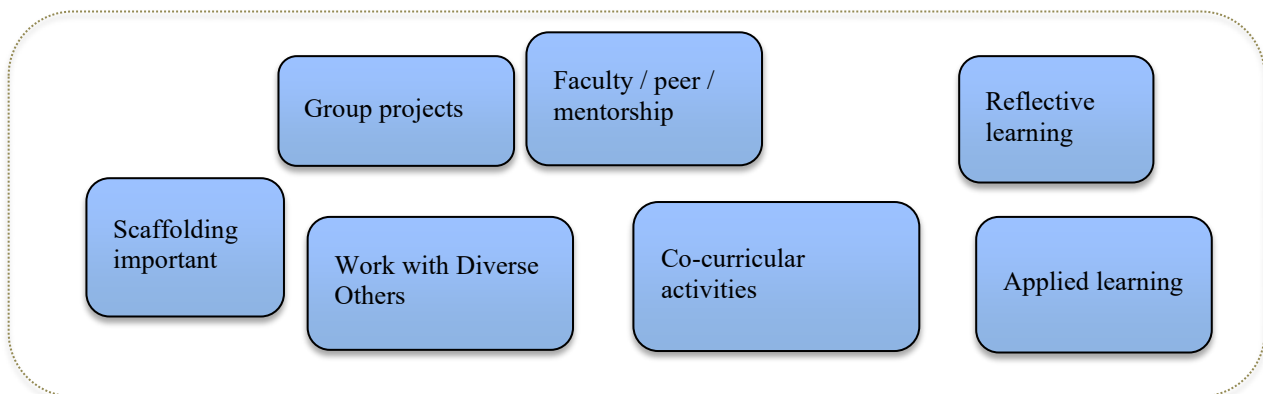 Group projects
Faculty / peer /
mentorship
Reflective
learning
Scaffolding
important
Work with Diverse
Others
Co-curricular
activities
Applied learning